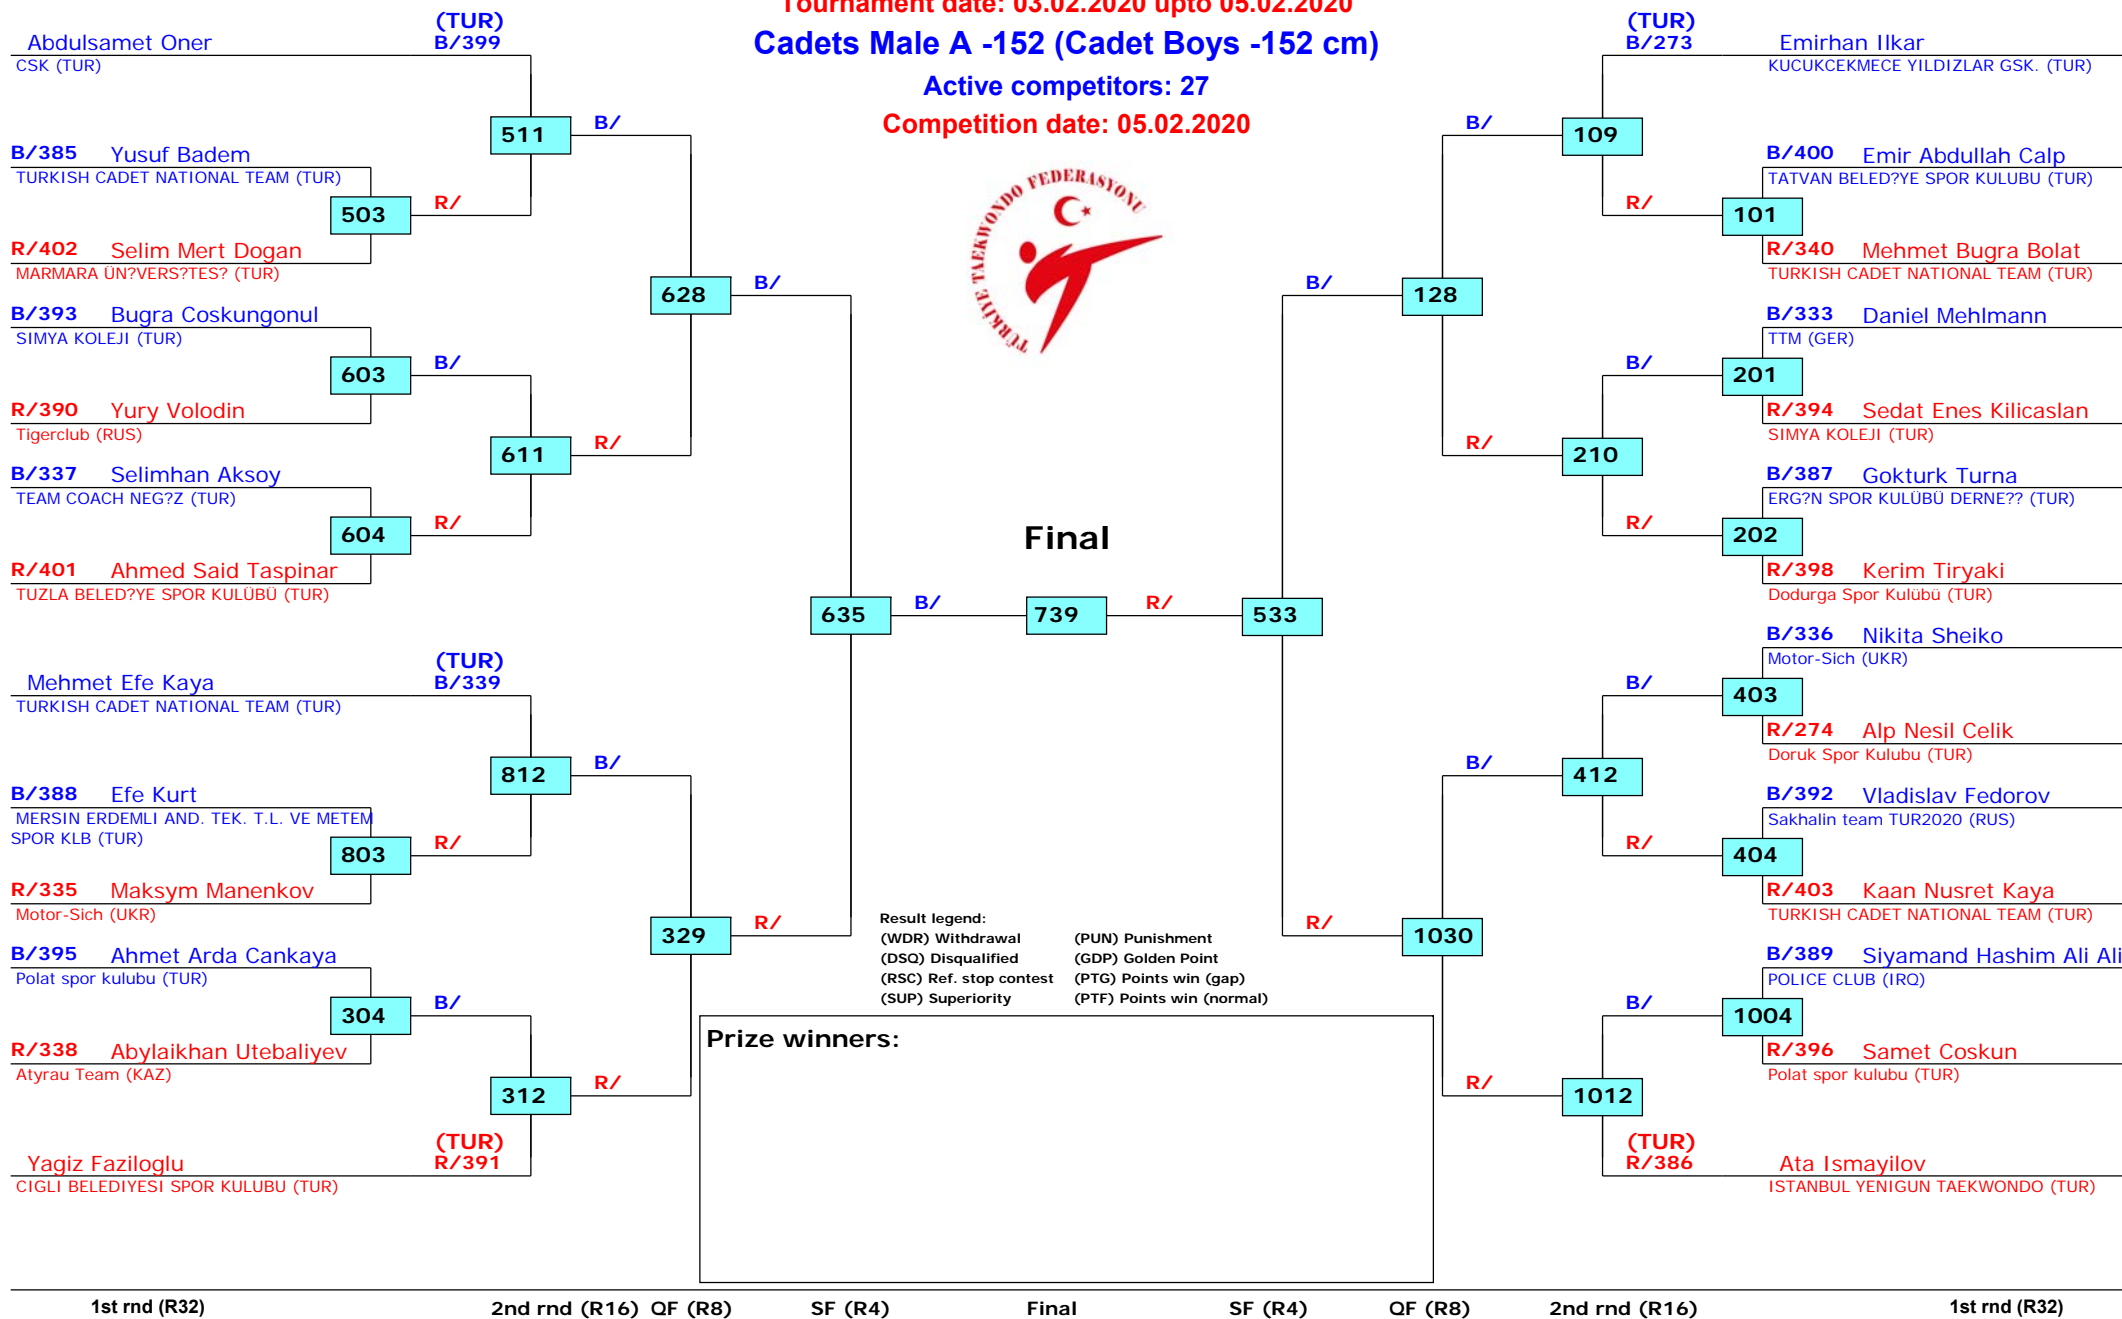 Tournament date: 03.02.2020 upto 05.02.2020
Cadets Male A -152 (Cadet Boys -152 cm)
Active competitors: 27
Competition date: 05.02.2020
TÜRKİYE TAEKWONDO FEDERASYONU
Abdulsamet Oner
(TUR)
B/399
CSK (TUR)
511
B/
B/385 Yusuf Badem
TURKISH CADET NATIONAL TEAM (TUR)
503
R/
R/402 Selim Mert Dogan
MARMARA ÜN?VERS?TES? (TUR)
628
B/
B/393 Bugra Coskungonul
SIMYA KOLEJI (TUR)
603
B/
R/390 Yury Volodin
Tigerclub (RUS)
611
R/
B/337 Selimhan Aksoy
TEAM COACH NEG?Z (TUR)
604
R/
R/401 Ahmed Said Taspinar
TUZLA BELED?YE SPOR KULÜBÜ (TUR)
635
B/
Mehmet Efe Kaya
(TUR)
B/339
TURKISH CADET NATIONAL TEAM (TUR)
812
B/
B/388 Efe Kurt
MERSIN ERDEMLI AND. TEK. T.L. VE METEM
SPOR KLB (TUR)
803
R/
R/335 Maksym Manenkov
Motor-Sich (UKR)
329
R/
B/395 Ahmet Arda Cankaya
Polat spor kulubu (TUR)
304
B/
R/338 Abylaikhan Utebaliyev
Atyrau Team (KAZ)
312
R/
(TUR)
R/391
Yagiz Faziloglu
CIGLI BELEDIYESI SPOR KULUBU (TUR)
Final
739
R/
533
(TUR)
B/273
Emirhan Ilkar
KUCUKCEKMECE YILDIZLAR GSK. (TUR)
B/
109
B/400 Emir Abdullah Calp
TATVAN BELED?YE SPOR KULUBU (TUR)
R/
101
R/340 Mehmet Bugra Bolat
TURKISH CADET NATIONAL TEAM (TUR)
B/
128
B/333 Daniel Mehlmann
TTM (GER)
B/
201
R/394 Sedat Enes Kilicaslan
SIMYA KOLEJI (TUR)
R/
210
B/387 Gokturk Turna
ERG?N SPOR KULÜBÜ DERNE?? (TUR)
R/
202
R/398 Kerim Tiryaki
Dodurga Spor Kulübü (TUR)
B/336 Nikita Sheiko
Motor-Sich (UKR)
B/
403
R/274 Alp Nesil Celik
Doruk Spor Kulubu (TUR)
B/
412
B/392 Vladislav Fedorov
Sakhalin team TUR2020 (RUS)
R/
404
R/403 Kaan Nusret Kaya
TURKISH CADET NATIONAL TEAM (TUR)
R/
1030
B/389 Siyamand Hashim Ali Ali
POLICE CLUB (IRQ)
B/
1004
R/396 Samet Coskun
Polat spor kulubu (TUR)
R/
1012
(TUR)
R/386
Ata Ismayilov
ISTANBUL YENIGUN TAEKWONDO (TUR)
Result legend:
(WDR) Withdrawal (PUN) Punishment
(DSQ) Disqualified (GDP) Golden Point
(RSC) Ref. stop contest (PTG) Points win (gap)
(SUP) Superiority (PTF) Points win (normal)
Prize winners:
1st rnd (R32) 2nd rnd (R16) QF (R8) SF (R4) Final SF (R4) QF (R8) 2nd rnd (R16) 1st rnd (R32)